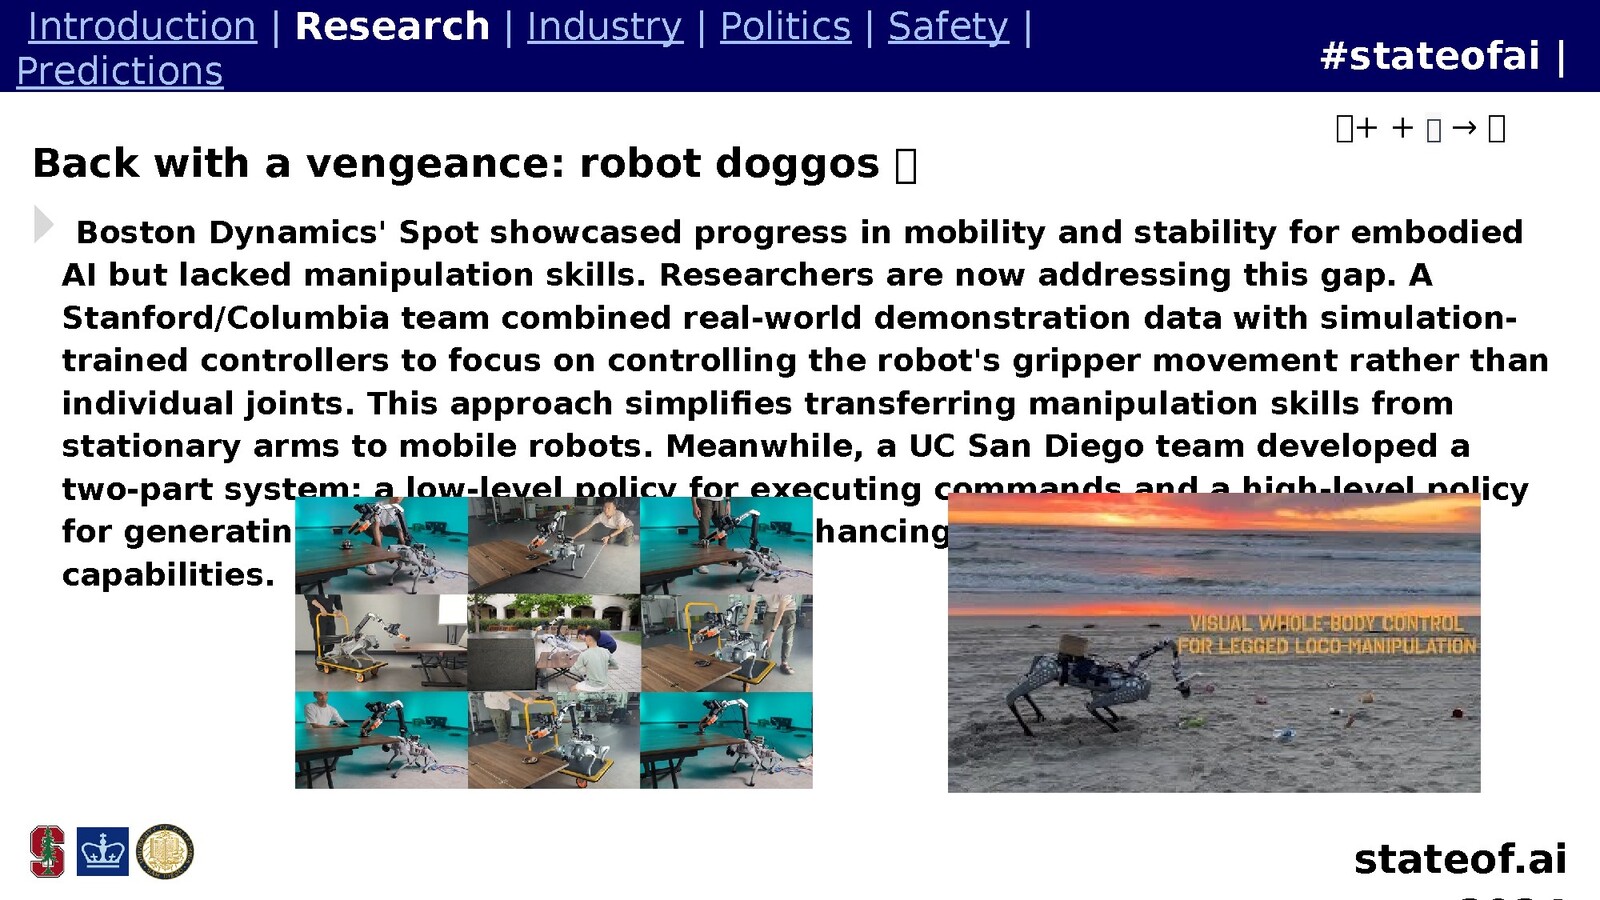 Introduction | Research | Industry | Politics | Safety |
Predictions
#stateofai |
+ + → 
Back with a vengeance: robot doggos
Boston Dynamics' Spot showcased progress in mobility and stability for embodied
AI but lacked manipulation skills. Researchers are now addressing this gap. A
Stanford/Columbia team combined real-world demonstration data with simulation-
trained controllers to focus on controlling the robot's gripper movement rather than
individual joints. This approach simplifies transferring manipulation skills from
stationary arms to mobile robots. Meanwhile, a UC San Diego team developed a
two-part system: a low-level policy for executing commands and a high-level policy
for
capabilities.
VISUAL WHOLE-BODY CONTROL
FOR LEGGED LOCO-MANIPULATION
stateof.ai